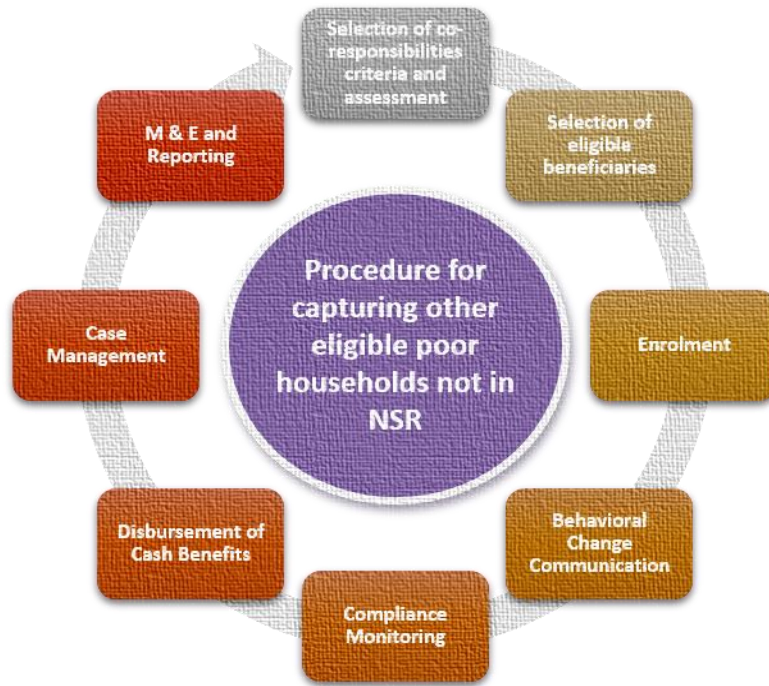 Selection of co-
responsibilities
criteria and
assessment
Selection of
eligible
beneficiaries
Enrolment
Behavioral
Change
Communication
Compliance
Monitoring
Disbursement of
Cash Benefits
Case
Management
M & E and
Reporting
Procedure for
capturing other
eligible poor
households not in
NSR